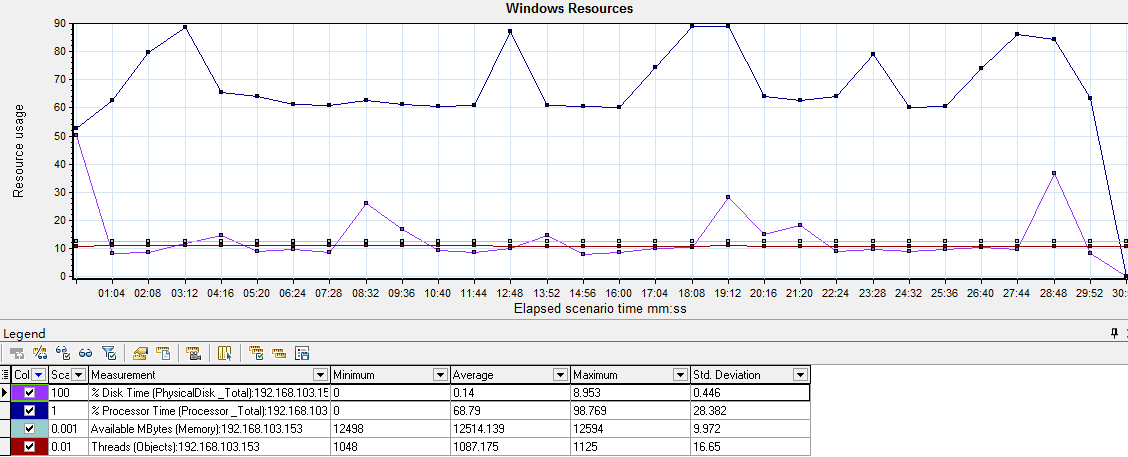 Windows Resources
90
80
70
60
50
40
30
20
10
0
Resource usage
01:04 02:08 03:12 04:16 05:20 06:24 07:28 08:32 09:36 10:40 11:44 12:48 13:52 14:56 16:00 17:04 18:08 19:12 20:16 21:20 22:24 23:28 24:32 25:36 26:40 27:44 28:48 29:52 30:
Elapsed scenario time mm:ss
Legend
Col Sca Measurement Minimum Average Maximum Std. Deviation
100 % Disk Time (PhysicalDisk _Total):192.168.103.15 0 0.14 8.953 0.446
1 % Processor Time (Processor _Total):192.168.103 0 68.79 98.769 28.382
0.001 Available MBytes (Memory):192.168.103.153 12498 12514.139 12594 9.972
0.01 Threads (Objects):192.168.103.153 1048 1087.175 1125 16.65